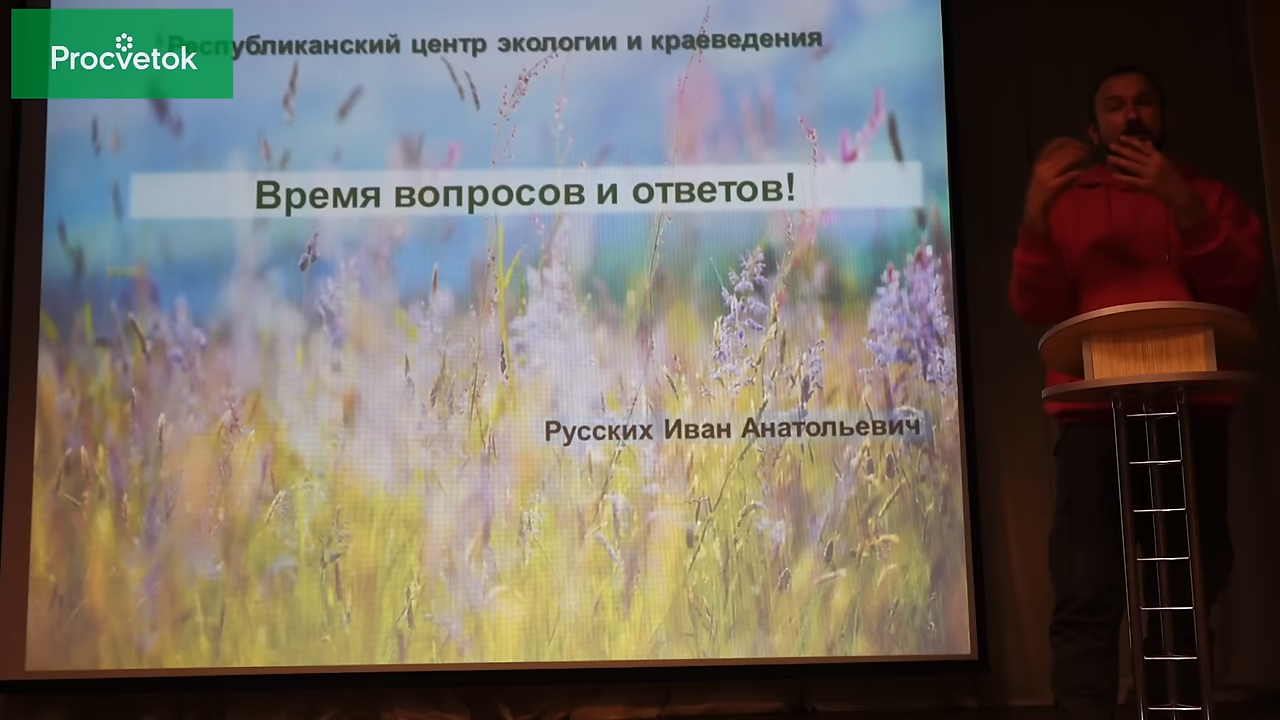 Procvetok
Республиканский центр экологии и краеведения
Время вопросов и ответов!
Русских Иван Анатольевич